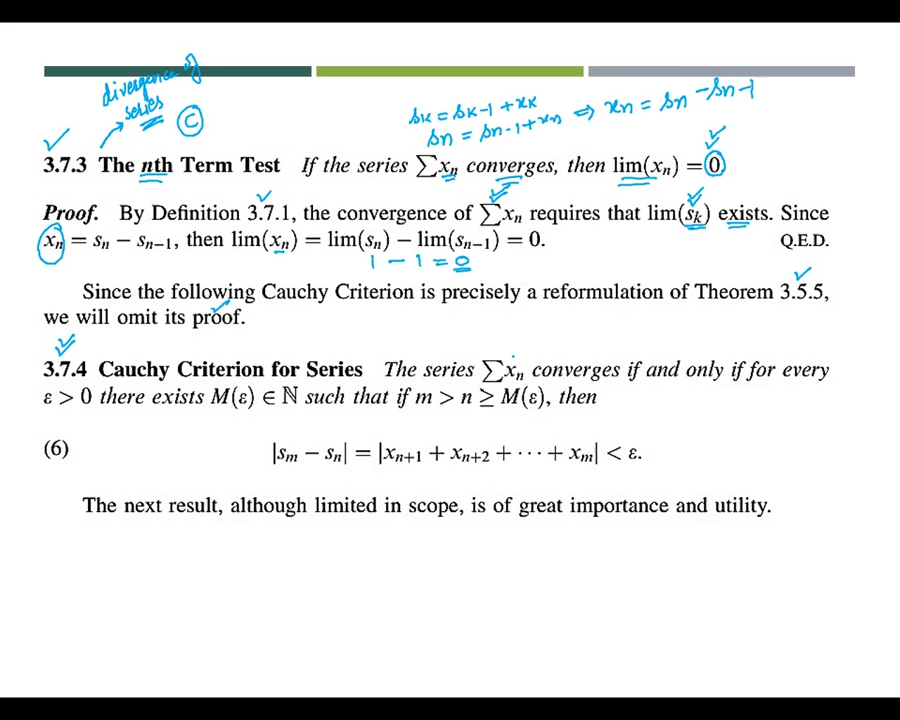 divergence of
series
C
sk = sk-1 + xk
sn = sn-1 + xn ⇒ xn = sn - sn-1
3.7.3 The nth Term Test If the series ∑xₙ converges, then lim(xₙ) = 0.
Proof. By Definition 3.7.1, the convergence of ∑xₙ requires that lim(sₖ) exists. Since
xₙ = sₙ − sₙ₋₁, then lim(xₙ) = lim(sₙ) − lim(sₙ₋₁) = 0. Q.E.D.
1 - 1 = 0
Since the following Cauchy Criterion is precisely a reformulation of Theorem 3.5.5,
we will omit its proof.
3.7.4 Cauchy Criterion for Series The series ∑xₙ converges if and only if for every
ε > 0 there exists M(ε) ∈ ℕ such that if m > n ≥ M(ε), then
(6) |sₘ − sₙ| = |xₙ₊₁ + xₙ₊₂ + ⋯ + xₘ| < ε.
The next result, although limited in scope, is of great importance and utility.